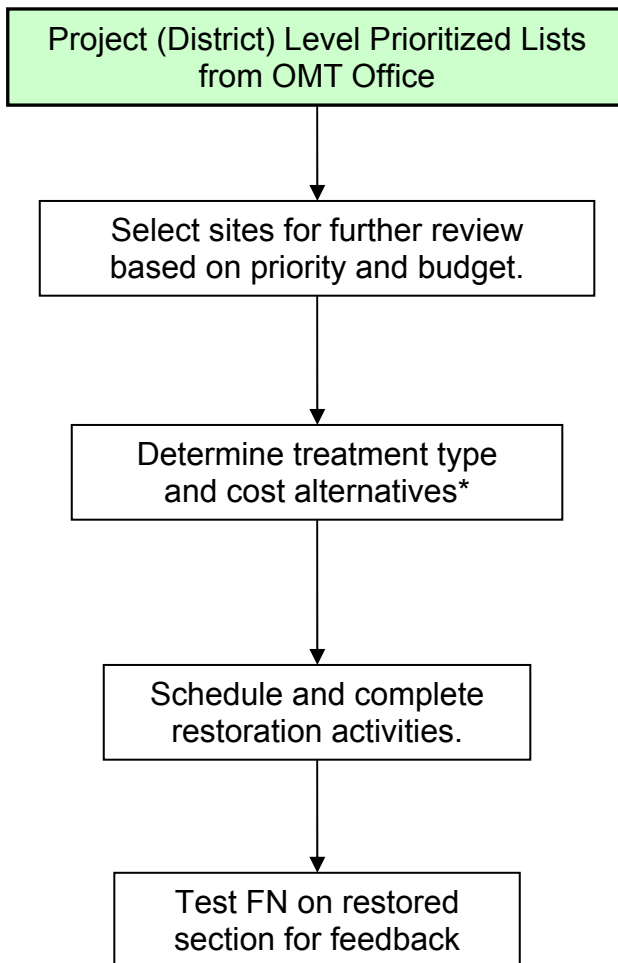 Project (District) Level Prioritized Lists
from OMT Office
Select sites for further review
based on priority and budget.
Determine treatment type
and cost alternatives*
Schedule and complete
restoration activities.
Test FN on restored
section for feedback